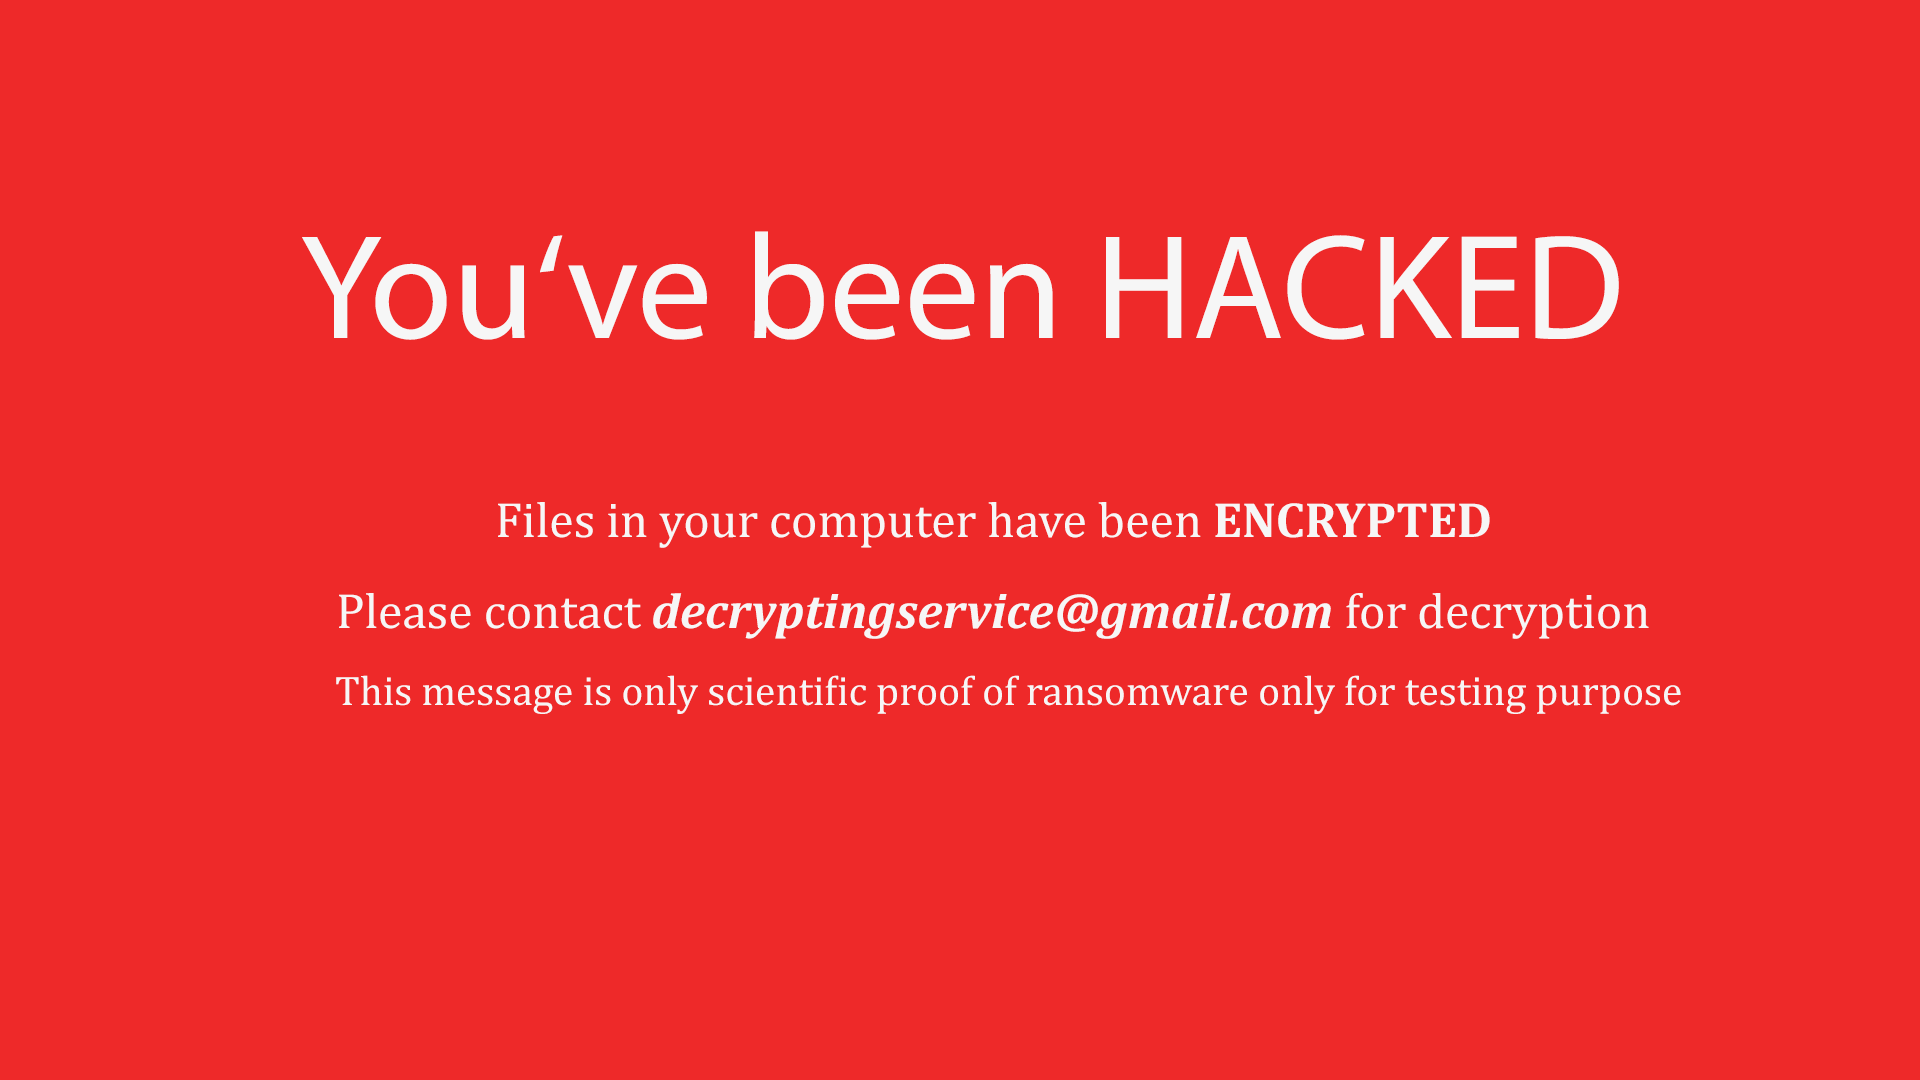 You‘ve been HACKED
Files in your computer have been ENCRYPTED
Please contact decryptingservice@gmail.com for decryption
This message is only scientific proof of ransomware only for testing purpose